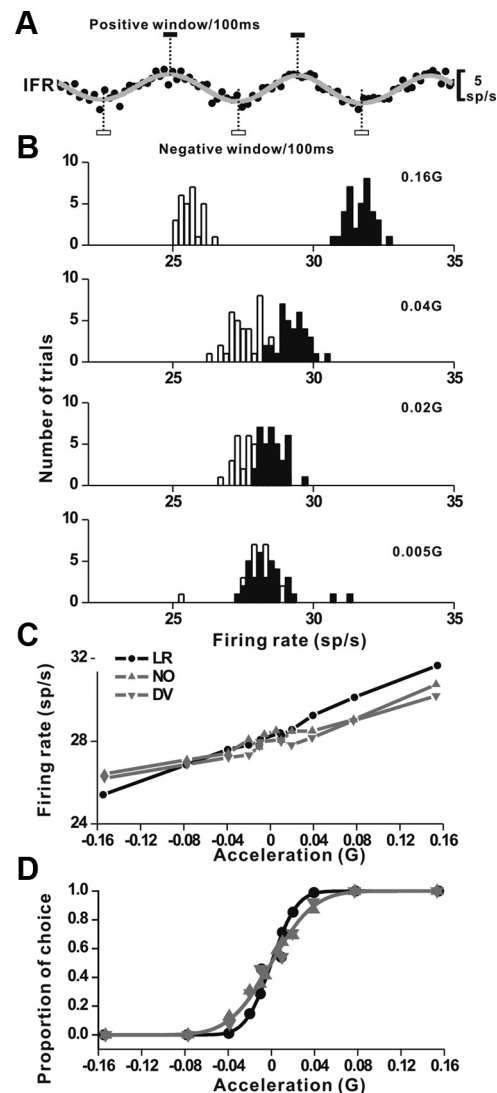 A
Positive window/100ms
IFR
5
sp/s
Negative window/100ms
B
10
5
0
0.16G
25 30 35
10
5
0
0.04G
25 30 35
10
5
0
0.02G
25 30 35
10
5
0
0.005G
25 30 35
Number of trials
Firing rate (sp/s)
C
LR
NO
DV
32
28
24
Firing rate (sp/s)
-0.16 -0.12 -0.08 -0.04 0 0.04 0.08 0.12 0.16
Acceleration (G)
D
1.0
0.8
0.6
0.4
0.2
0.0
Proportion of choice
-0.16 -0.12 -0.08 -0.04 0 0.04 0.08 0.12 0.16
Acceleration (G)